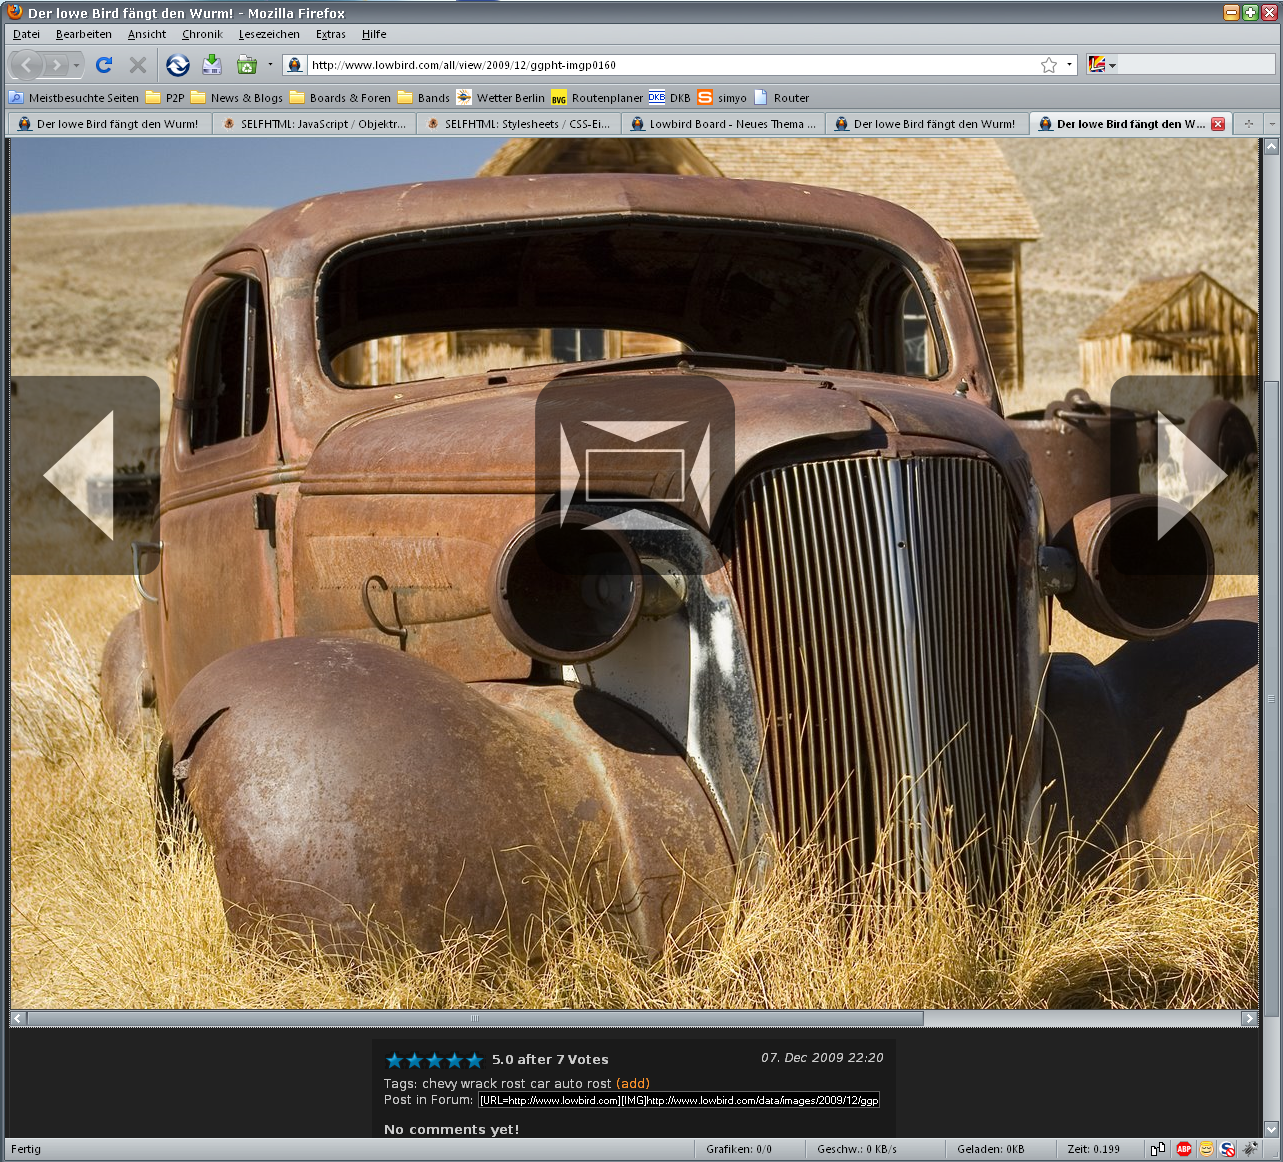 Der lowe Bird fängt den Wurm! - Mozilla Firefox
Datei Bearbeiten Ansicht Chronik Lesezeichen Extras Hilfe
http://www.lowbird.com/all/view/2009/12/ggpht-imgp0160
Meistbesuchte Seiten P2P News & Blogs Boards & Foren Bands Wetter Berlin BVG Routenplaner DKB DKB S simyo Router
Der lowe Bird fängt den Wurm! SELFHTML: JavaScript / Objektr... SELFHTML: Stylesheets / CSS-Ei... Lowbird Board - Neues Thema ... Der lowe Bird fängt den Wurm! Der lowe Bird fängt den W...
5.0 after 7 Votes 07. Dec 2009 22:20
Tags: chevy wrack rost car auto rost (add)
Post in Forum: [URL=http://www.lowbird.com][IMG]http://www.lowbird.com/data/images/2009/12/ggp
No comments yet!
Fertig Grafiken: 0/0 Geschw.: 0 KB/s Geladen: 0KB Zeit: 0.199 ABP